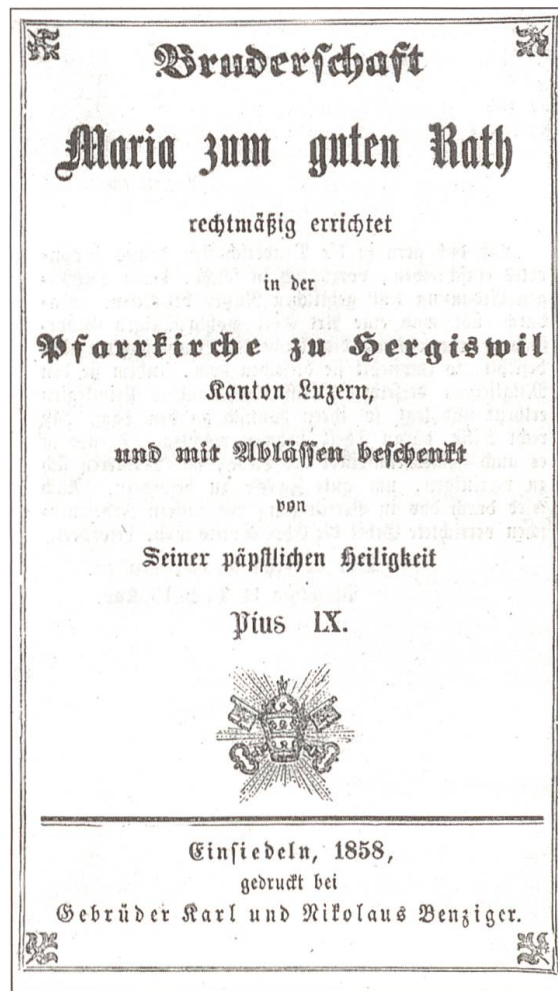 Bruderschaft
Maria zum guten Rath
rechtmäßig errichtet
in der
Pfarrkirche zu Hergiswil
Kanton Luzern,
und mit Ablässen beschenkt
von
Seiner päpstlichen Heiligkeit
Pius IX.
Einsiedeln, 1858,
gedruckt bei
Gebrüder Karl und Nikolaus Benziger.